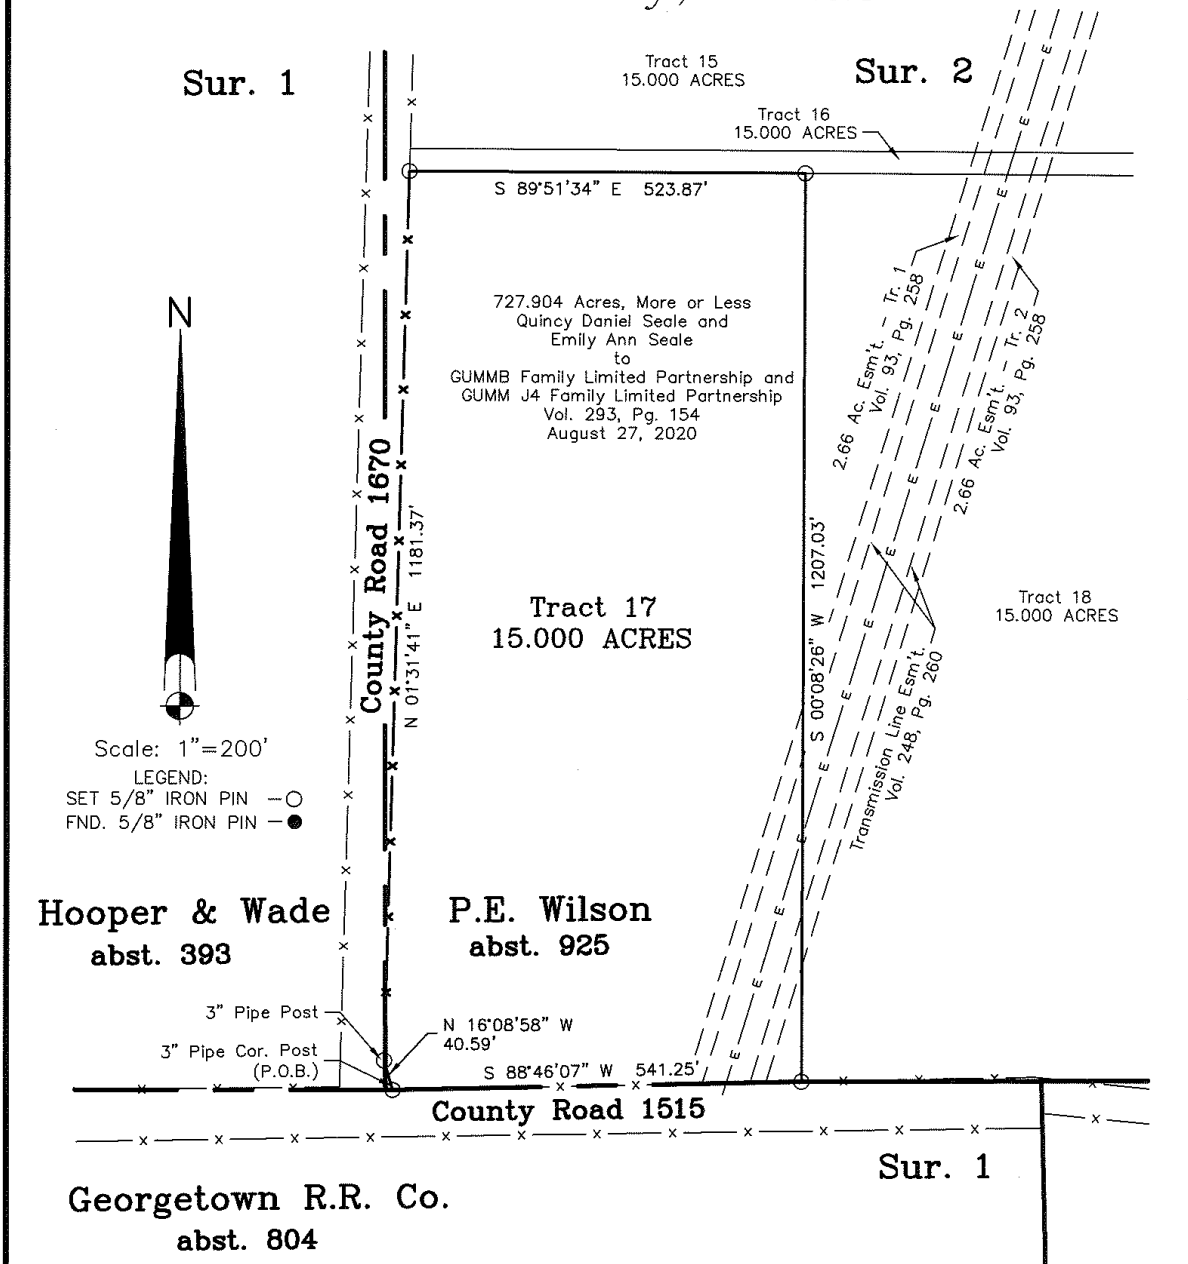 Sur. 1
Tract 15
15.000 ACRES
Sur. 2
Tract 16
15.000 ACRES
S 89°51'34" E 523.87'
N
727.904 Acres, More or Less
Quincy Daniel Seale and
Emily Ann Seale
to
GUMMB Family Limited Partnership and
GUMM J4 Family Limited Partnership
Vol. 293, Pg. 154
August 27, 2020
2.66 Ac. Esm't. - Tr. 1
Vol. 93, Pg. 258
2.66 Ac. Esm't. - Tr. 2
Vol. 93, Pg. 258
County Road 1670
N 01°31'41" E 1181.37'
S 00°08'26" W 1207.03'
Tract 17
15.000 ACRES
Tract 18
15.000 ACRES
Transmission Line Esm't.
Vol. 248, Pg. 260
Scale: 1"=200'
LEGEND:
SET 5/8" IRON PIN
FND. 5/8" IRON PIN
Hooper & Wade
abst. 393
P.E. Wilson
abst. 925
3" Pipe Post
N 16°08'58" W
40.59'
3" Pipe Cor. Post
(P.O.B.)
S 88°46'07" W 541.25'
County Road 1515
Sur. 1
Georgetown R.R. Co.
abst. 804